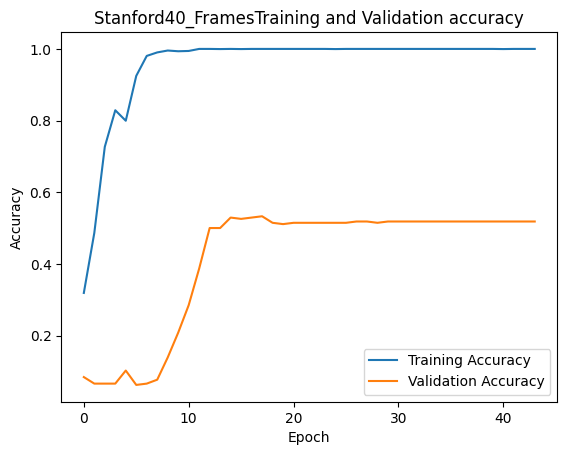 Stanford40_FramesTraining and Validation accuracy
1.0
0.8
0.6
0.4
0.2
Accuracy
0
10
20
30
40
Epoch
Training Accuracy
Validation Accuracy